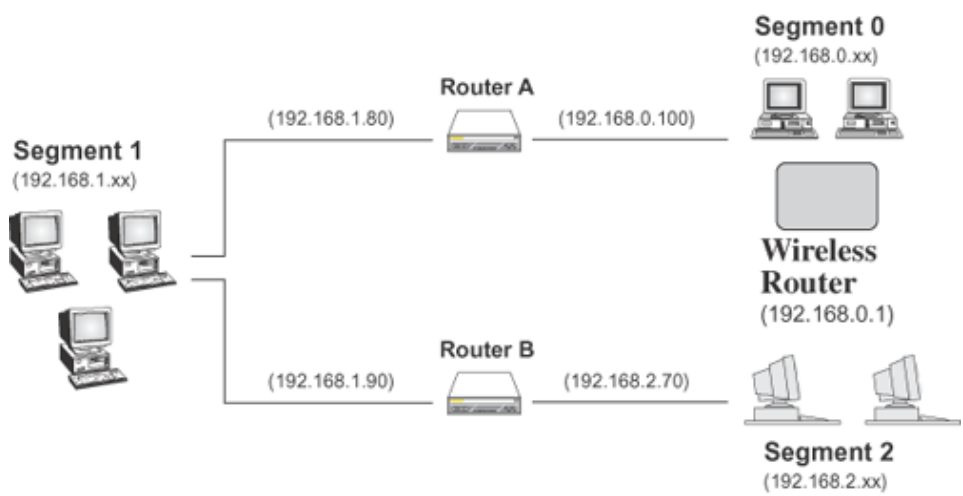 Segment 0
(192.168.0.xx)
Router A
(192.168.1.80)
(192.168.0.100)
Segment 1
(192.168.1.xx)
Wireless
Router
(192.168.0.1)
Router B
(192.168.1.90)
(192.168.2.70)
Segment 2
(192.168.2.xx)